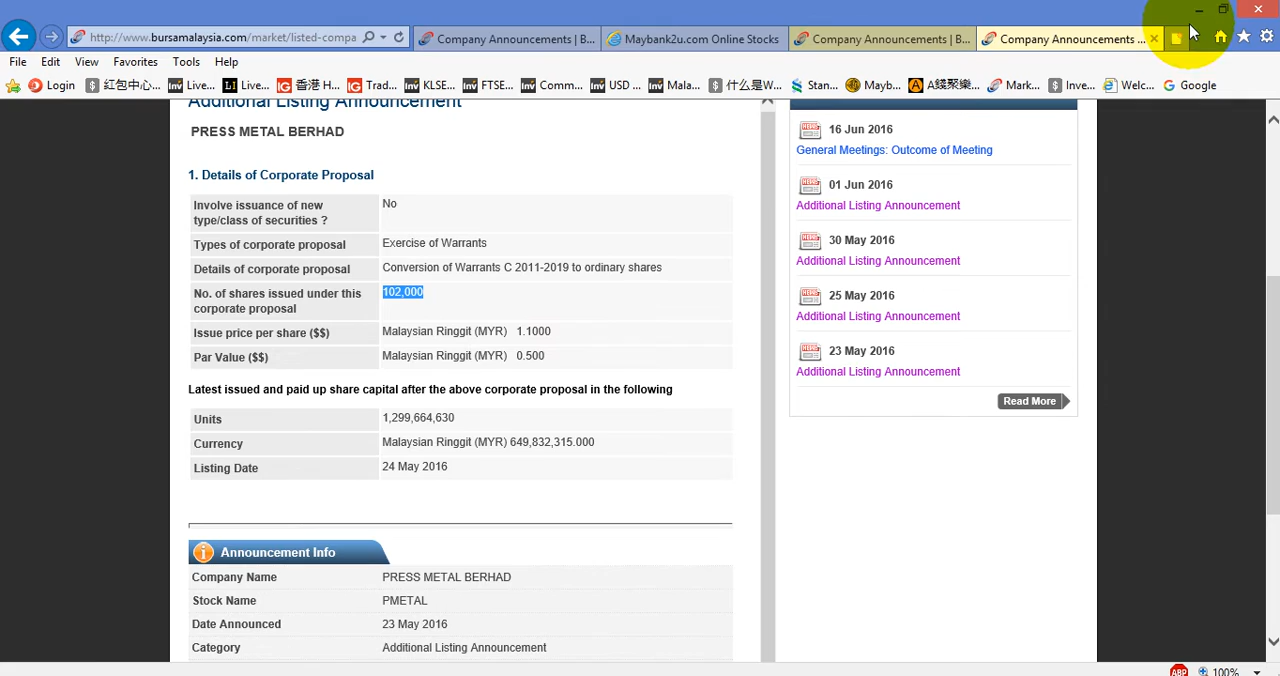 http://www.bursamalaysia.com/market/listed-compa
Company Announcements | B...
Maybank2u.com Online Stocks
Company Announcements | B...
Company Announcements ...
File Edit View Favorites Tools Help
Login 红包中心... Live... Live... 香港 H... Trad... KLSE... FTSE... Comm... USD ... Mala... 什么是W... Stan... Mayb... A錢聚樂... Mark... Inve... Welc... Google
Additional Listing Announcement
PRESS METAL BERHAD
1. Details of Corporate Proposal
Involve issuance of new type/class of securities ? No
Types of corporate proposal Exercise of Warrants
Details of corporate proposal Conversion of Warrants C 2011-2019 to ordinary shares
No. of shares issued under this corporate proposal 102,000
Issue price per share ($$) Malaysian Ringgit (MYR) 1.1000
Par Value ($$) Malaysian Ringgit (MYR) 0.500
Latest issued and paid up share capital after the above corporate proposal in the following
Units 1,299,664,630
Currency Malaysian Ringgit (MYR) 649,832,315.000
Listing Date 24 May 2016
Announcement Info
Company Name PRESS METAL BERHAD
Stock Name PMETAL
Date Announced 23 May 2016
Category Additional Listing Announcement
16 Jun 2016
General Meetings: Outcome of Meeting
01 Jun 2016
Additional Listing Announcement
30 May 2016
Additional Listing Announcement
25 May 2016
Additional Listing Announcement
23 May 2016
Additional Listing Announcement
Read More
ABP
100%